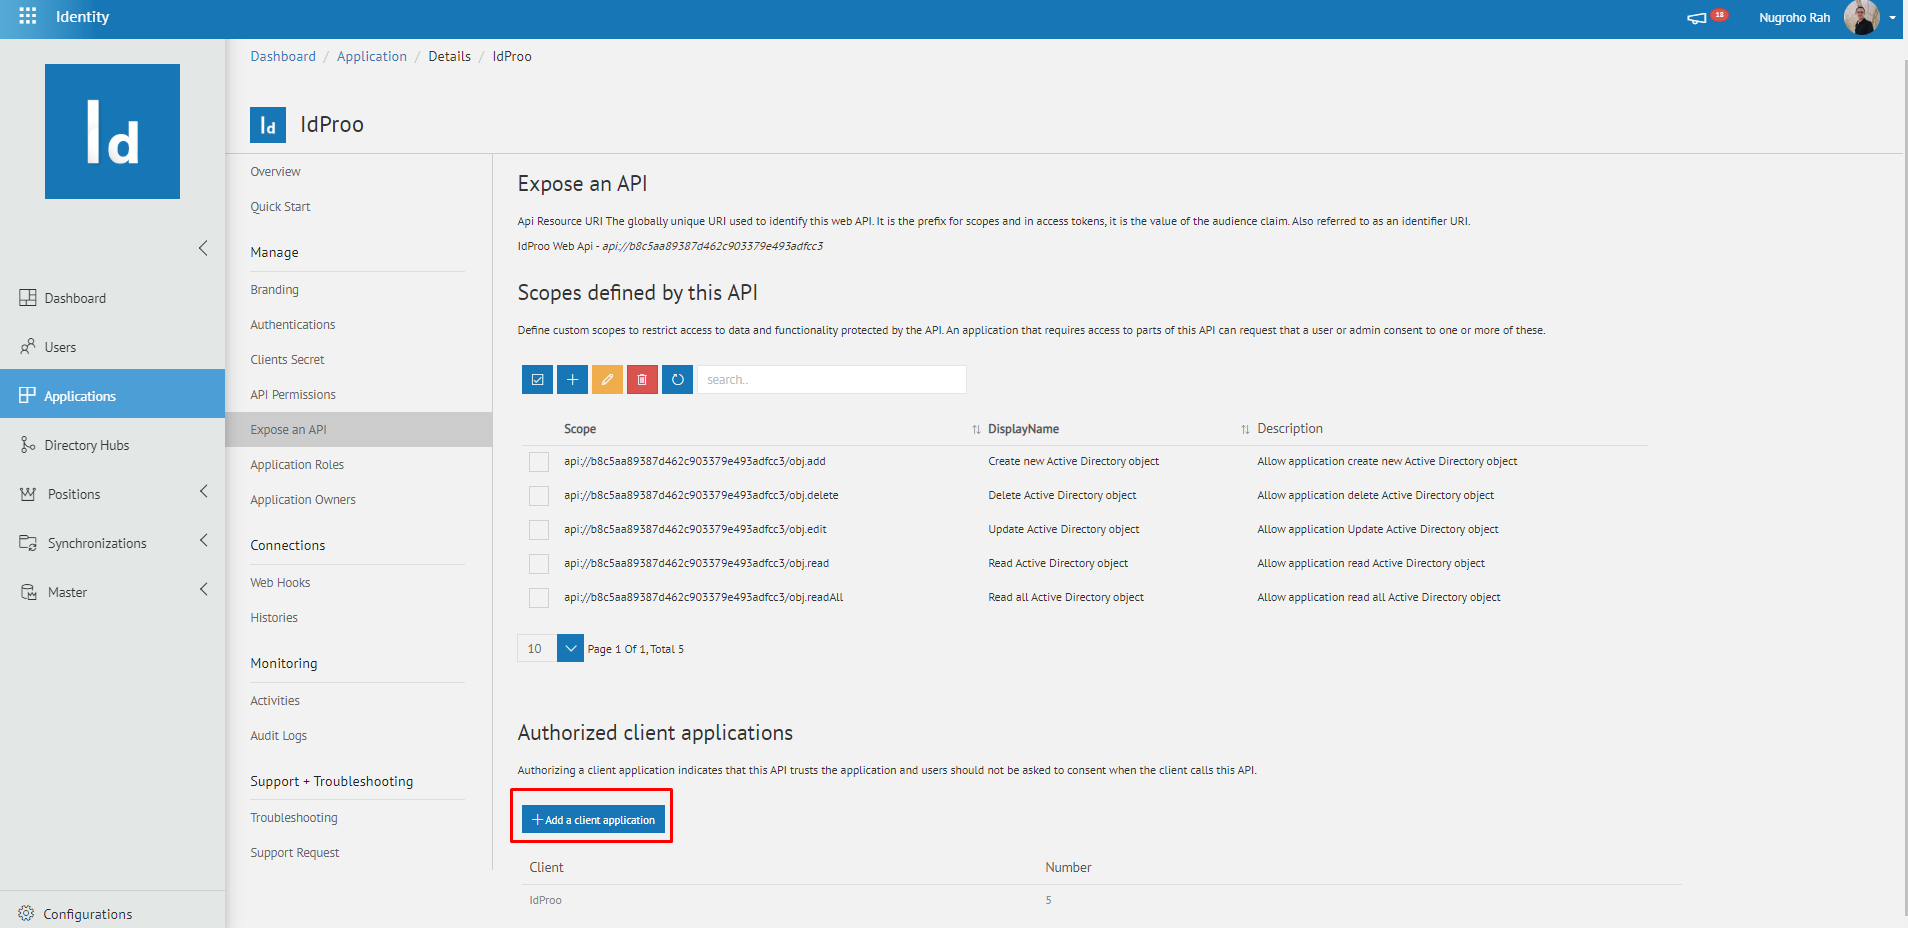 Identity
18
Nugroho Rah
Id
Dashboard
Users
Applications
Directory Hubs
Positions
Synchronizations
Master
Configurations
Dashboard / Application / Details / IdProo
Id IdProo
Overview
Quick Start
Manage
Branding
Authentications
Clients Secret
API Permissions
Expose an API
Application Roles
Application Owners
Connections
Web Hooks
Histories
Monitoring
Activities
Audit Logs
Support + Troubleshooting
Troubleshooting
Support Request
Expose an API
Api Resource URI The globally unique URI used to identify this web API. It is the prefix for scopes and in access tokens, it is the value of the audience claim. Also referred to as an identifier URI.
IdProo Web Api - api://b8c5aa89387d462c903379e493adfcc3
Scopes defined by this API
Define custom scopes to restrict access to data and functionality protected by the API. An application that requires access to parts of this API can request that a user or admin consent to one or more of these.
search..
Scope DisplayName Description
api://b8c5aa89387d462c903379e493adfcc3/obj.add Create new Active Directory object Allow application create new Active Directory object
api://b8c5aa89387d462c903379e493adfcc3/obj.delete Delete Active Directory object Allow application delete Active Directory object
api://b8c5aa89387d462c903379e493adfcc3/obj.edit Update Active Directory object Allow application Update Active Directory object
api://b8c5aa89387d462c903379e493adfcc3/obj.read Read Active Directory object Allow application read Active Directory object
api://b8c5aa89387d462c903379e493adfcc3/obj.readAll Read all Active Directory object Allow application read all Active Directory object
10 Page 1 Of 1, Total 5
Authorized client applications
Authorizing a client application indicates that this API trusts the application and users should not be asked to consent when the client calls this API.
+ Add a client application
Client Number
IdProo 5